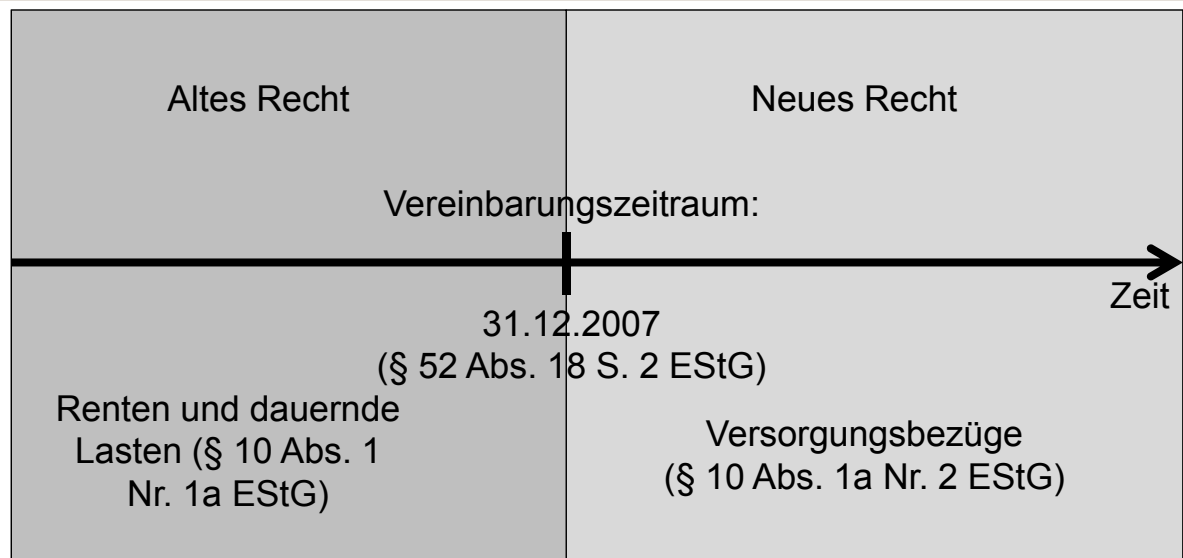 Altes Recht
Neues Recht
Vereinbarungszeitraum:
Zeit
31.12.2007
(§ 52 Abs. 18 S. 2 EStG)
Renten und dauernde
Lasten (§ 10 Abs. 1
Nr. 1a EStG)
Versorgungsbezüge
(§ 10 Abs. 1a Nr. 2 EStG)